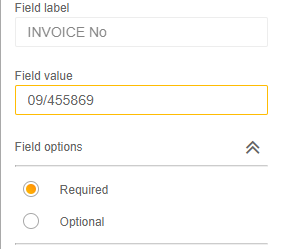 Field label
INVOICE No
Field value
09/455869
Field options
Required
Optional